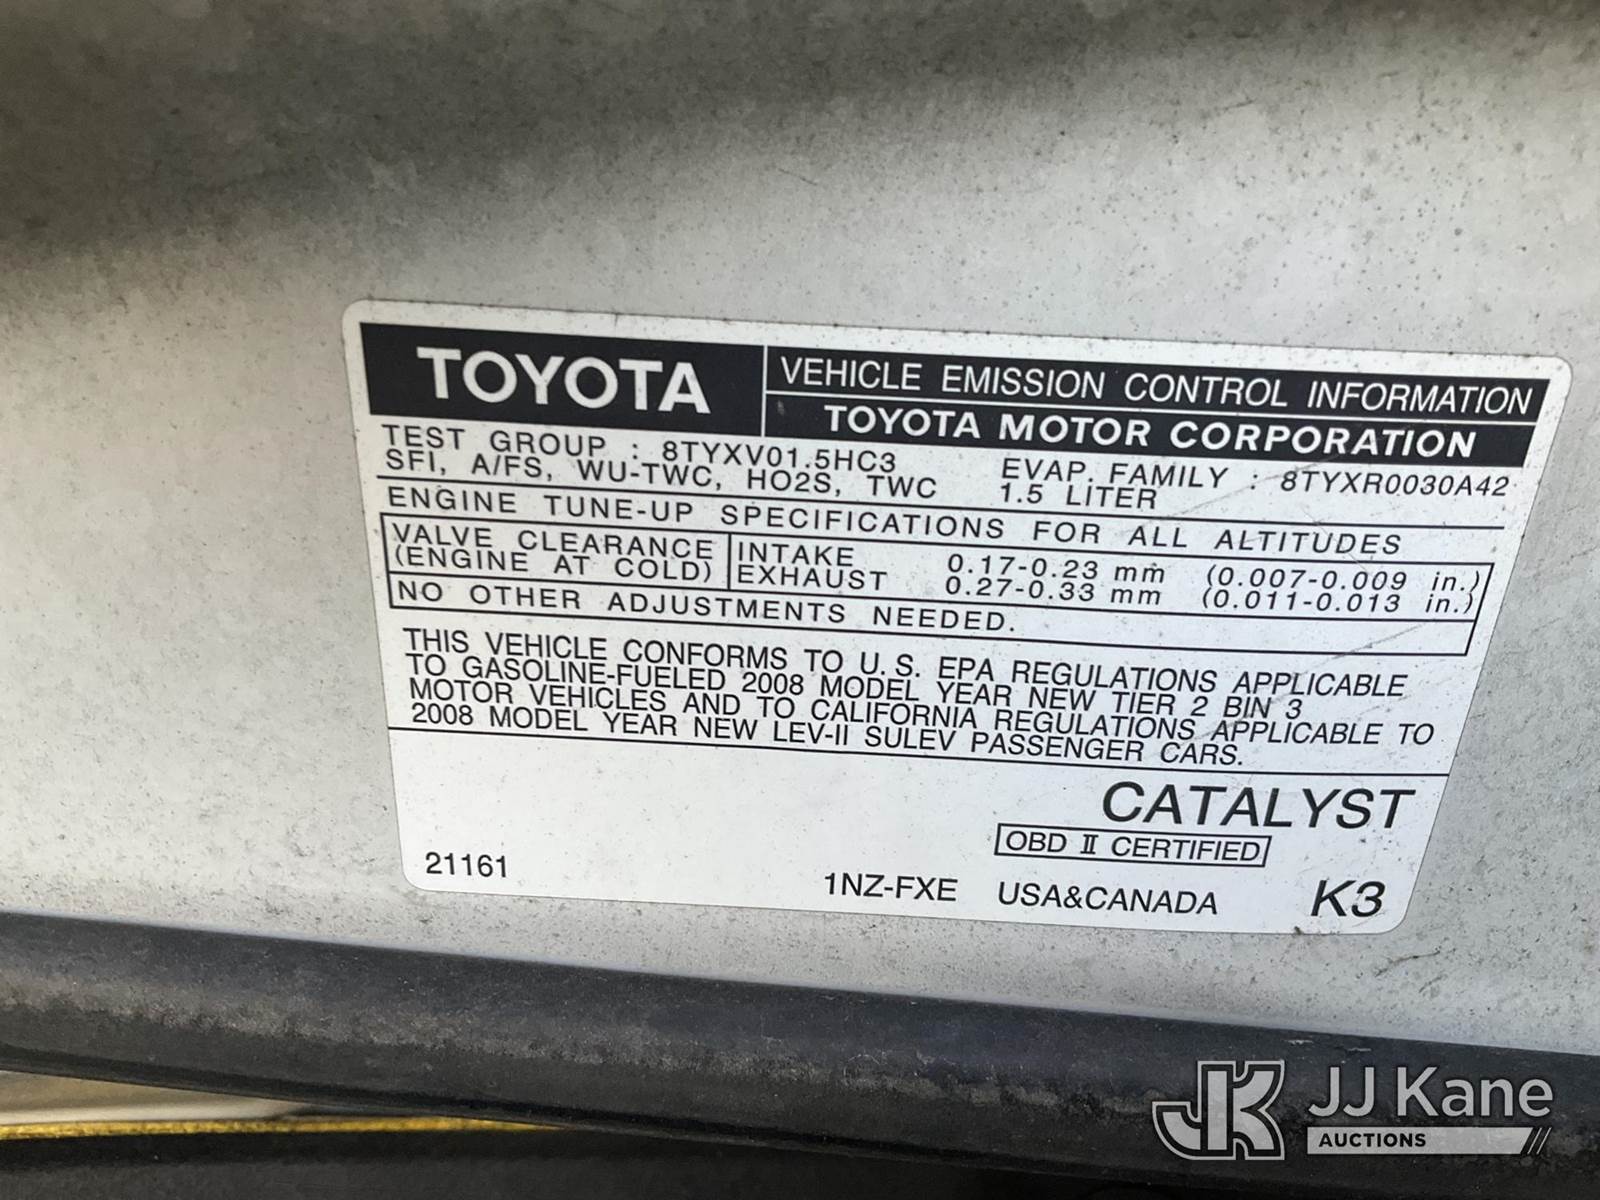 TOYOTA
VEHICLE EMISSION CONTROL INFORMATION
TOYOTA MOTOR CORPORATION
TEST GROUP : 8TYXV01.5HC3
EVAP. FAMILY : 8TYXR0030A42
SFI, A/FS, WU-TWC, HO2S, TWC
1.5 LITER
ENGINE TUNE-UP SPECIFICATIONS FOR ALL ALTITUDES
VALVE CLEARANCE
(ENGINE AT COLD)
INTAKE 0.17-0.23 mm (0.007-0.009 in.)
EXHAUST 0.27-0.33 mm (0.011-0.013 in.)
NO OTHER ADJUSTMENTS NEEDED.
THIS VEHICLE CONFORMS TO U.S. EPA REGULATIONS APPLICABLE
TO GASOLINE-FUELED 2008 MODEL YEAR NEW TIER 2 BIN 3
MOTOR VEHICLES AND TO CALIFORNIA REGULATIONS APPLICABLE TO
2008 MODEL YEAR NEW LEV-II SULEV PASSENGER CARS.
CATALYST
OBD II CERTIFIED
21161
1NZ-FXE USA&CANADA K3
JK JJ Kane
AUCTIONS